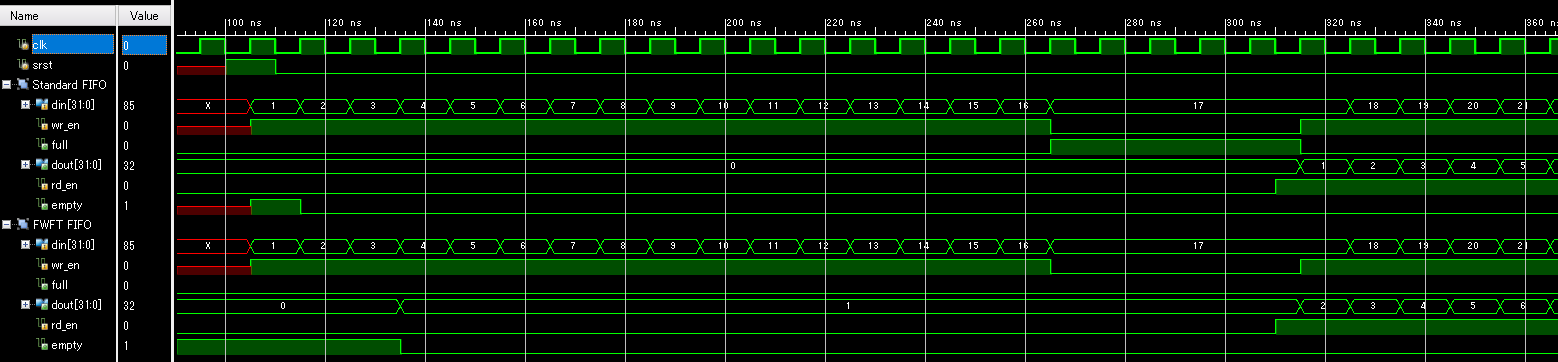 Name Value 100 ns 120 ns 140 ns 160 ns 180 ns 200 ns 220 ns 240 ns 260 ns 280 ns 300 ns 320 ns 340 ns 360 ns
clk 0
srst 0
Standard FIFO
din[31:0] 85 X 1 2 3 4 5 6 7 8 9 10 11 12 13 14 15 16 17 18 19 20 21
wr_en 0
full 0
dout[31:0] 32 0 1 2 3 4 5
rd_en 0
empty 1
FWFT FIFO
din[31:0] 85 X 1 2 3 4 5 6 7 8 9 10 11 12 13 14 15 16 17 18 19 20 21
wr_en 0
full 0
dout[31:0] 32 0 1 2 3 4 5 6
rd_en 0
empty 1